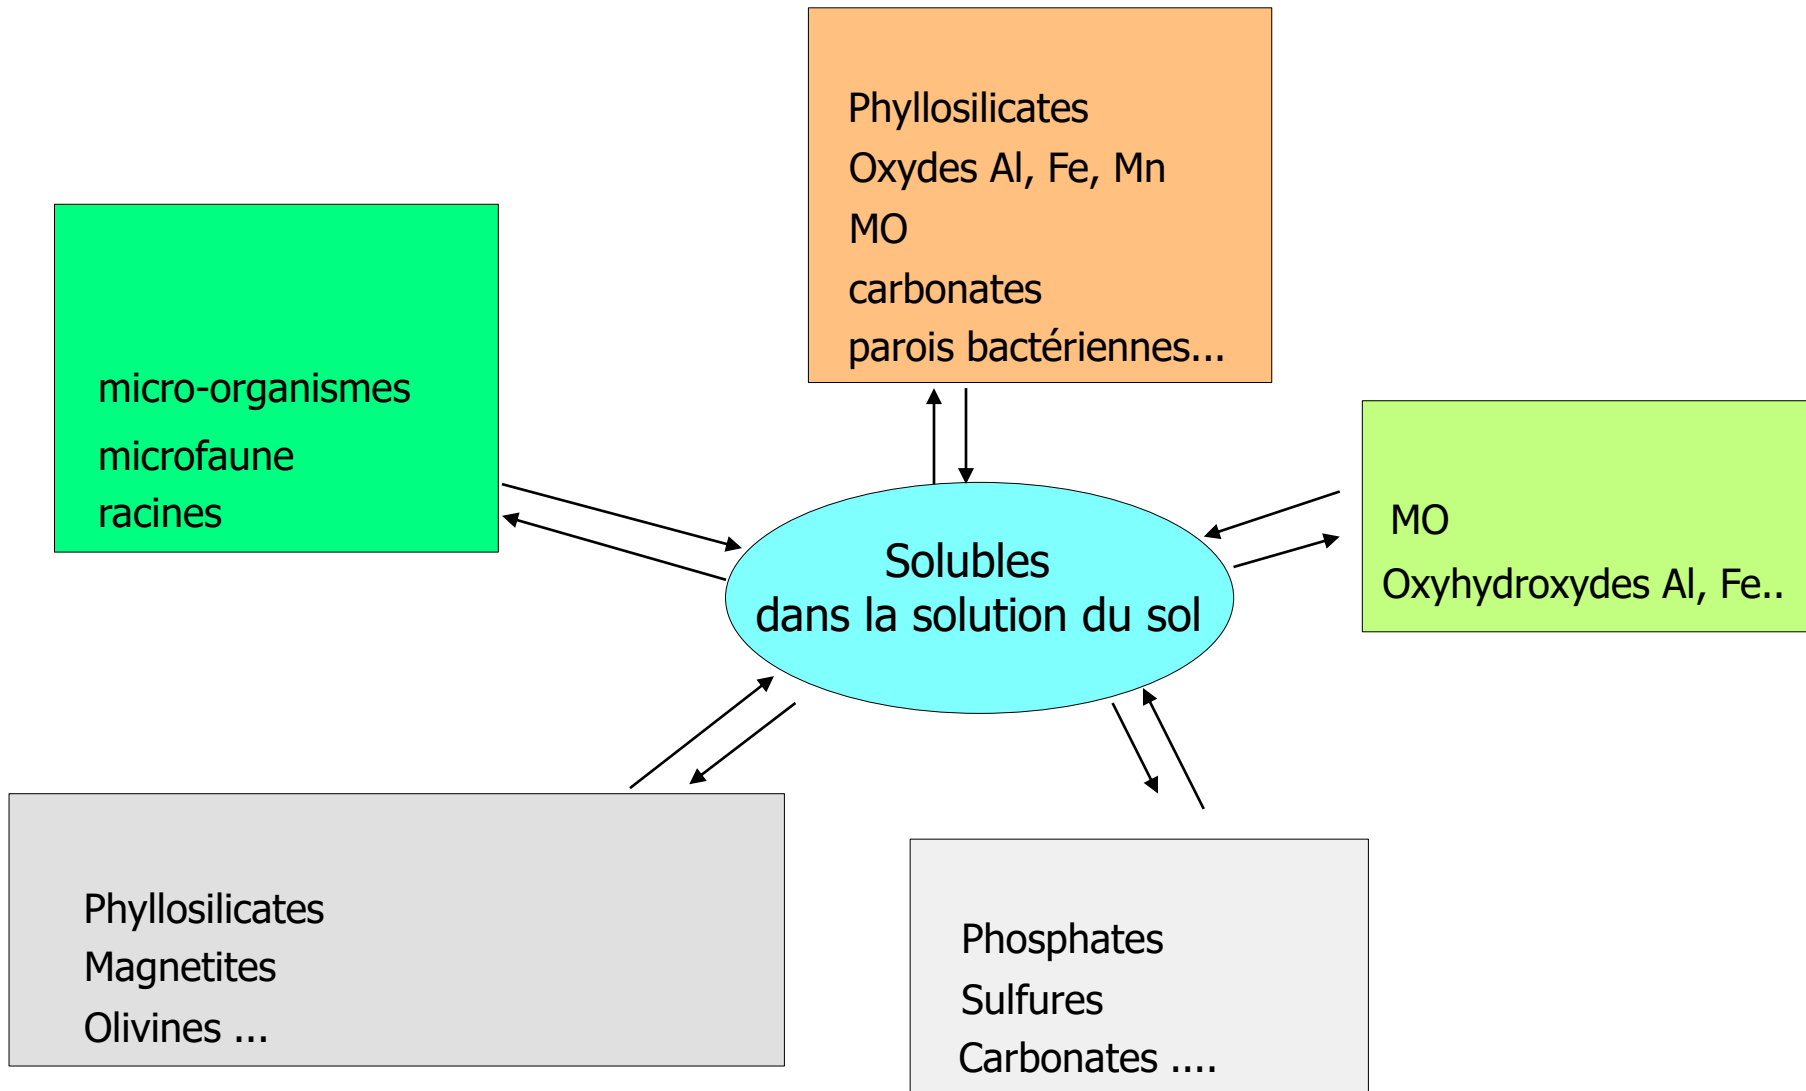 Phyllosilicates
Oxydes Al, Fe, Mn
MO
carbonates
parois bactériennes...
micro-organismes
microfaune
racines
MO
Oxyhydroxydes Al, Fe..
Solubles
dans la solution du sol
Phyllosilicates
Magnetites
Olivines ...
Phosphates
Sulfures
Carbonates ....